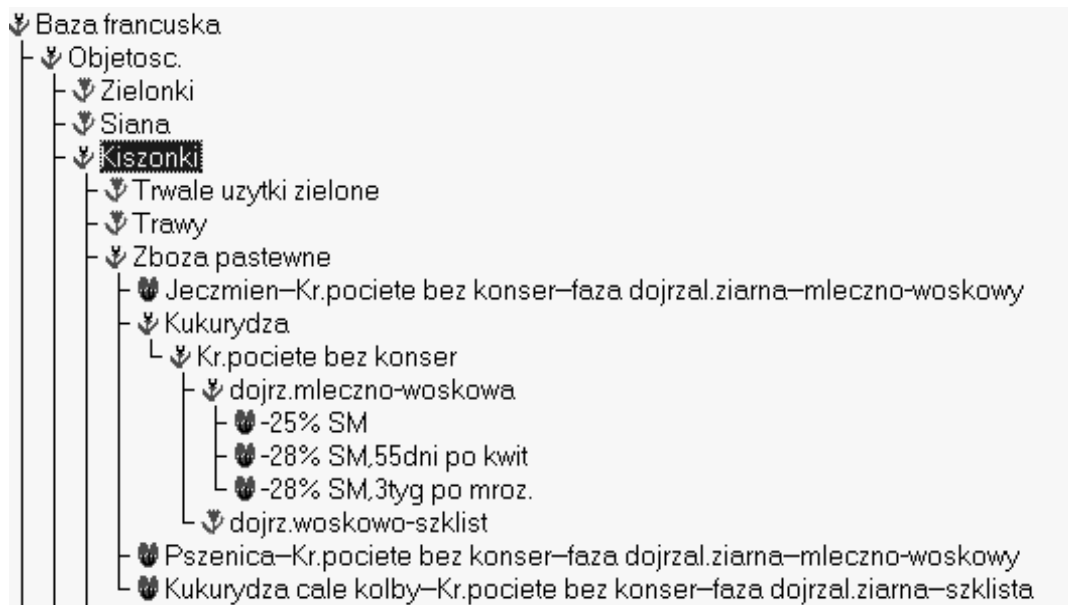 Baza francuska
Objetosc.
Zielonki
Siana
Kiszonki
Trwale uzytki zielone
Trawy
Zboza pastewne
Jeczmien–Kr.pociete bez konser–faza dojrzal.ziarna–mleczno-woskowy
Kukurydza
Kr.pociete bez konser
dojrz.mleczno-woskowa
-25% SM
-28% SM,55dni po kwit
-28% SM,3tyg po mroz.
dojrz.woskowo-szklist
Pszenica–Kr.pociete bez konser–faza dojrzal.ziarna–mleczno-woskowy
Kukurydza cale kolby–Kr.pociete bez konser–faza dojrzal.ziarna–szklista